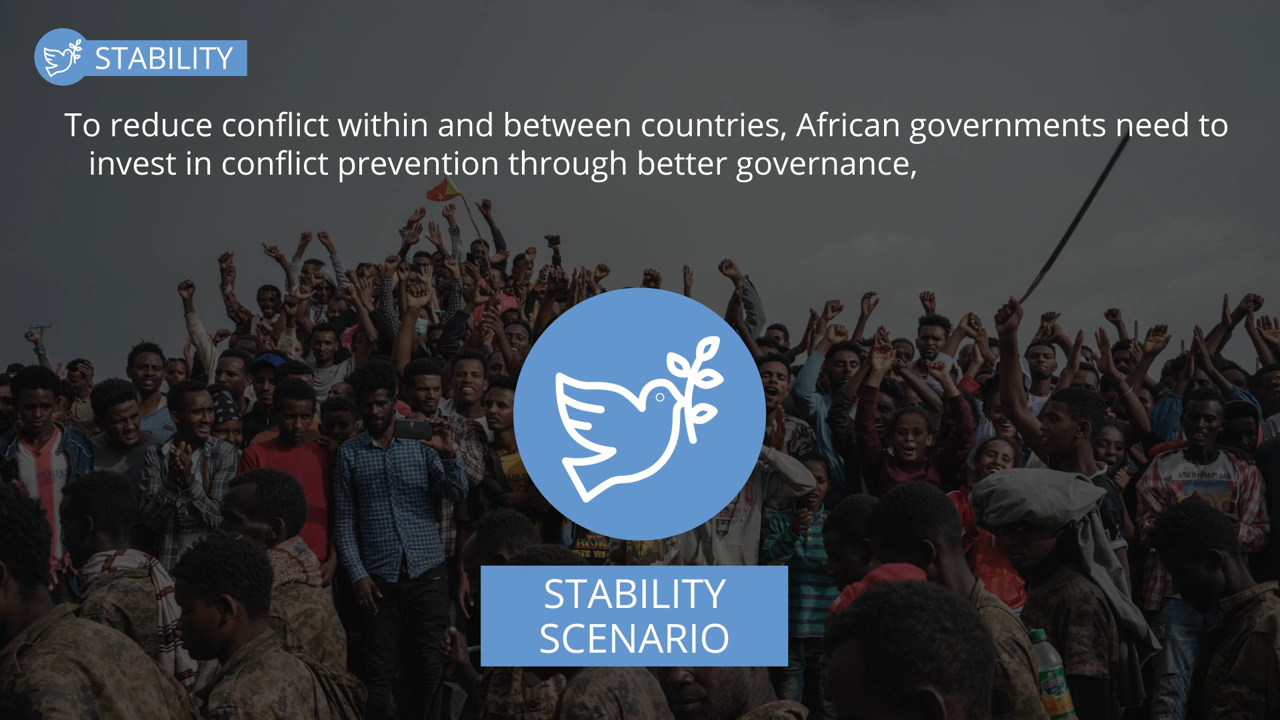 STABILITY
To reduce conflict within and between countries, African governments need to
invest in conflict prevention through better governance,
STABILITY
SCENARIO